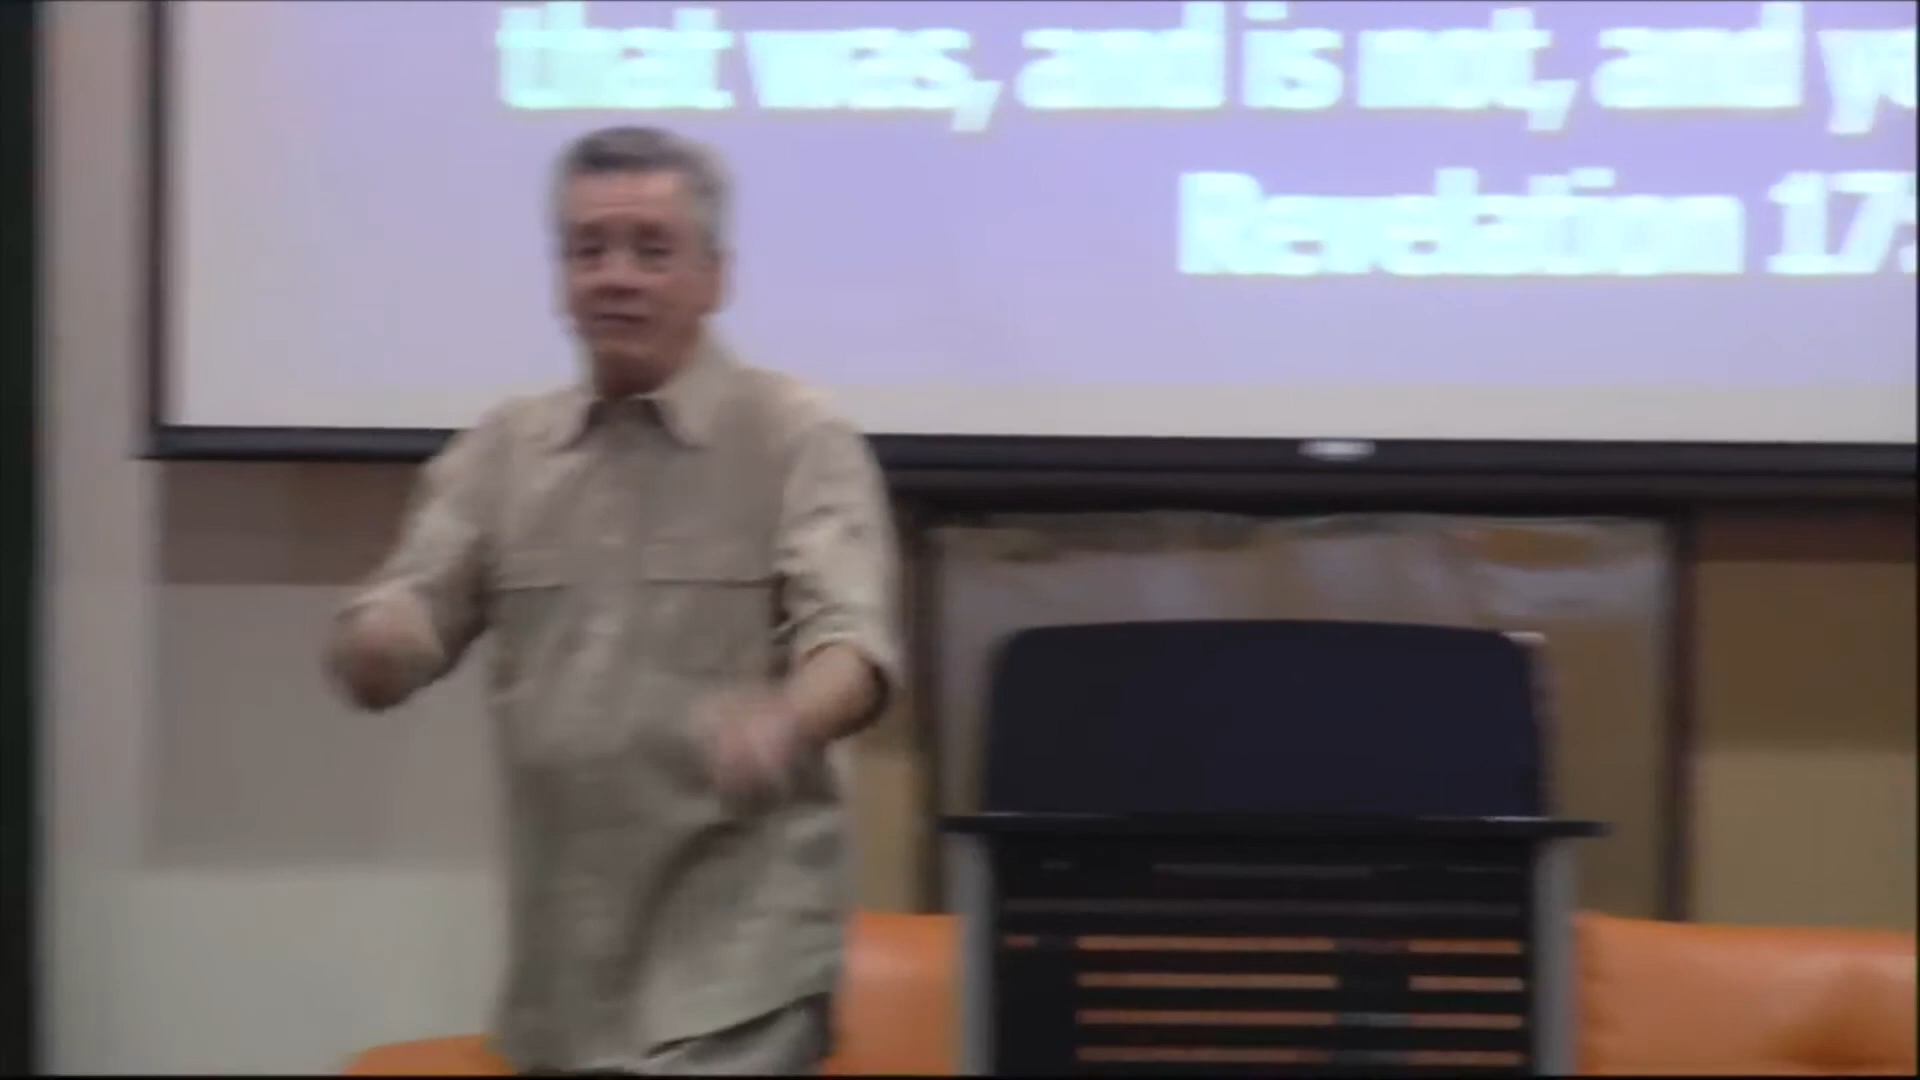 that was, and is not, and
Revelation 17: